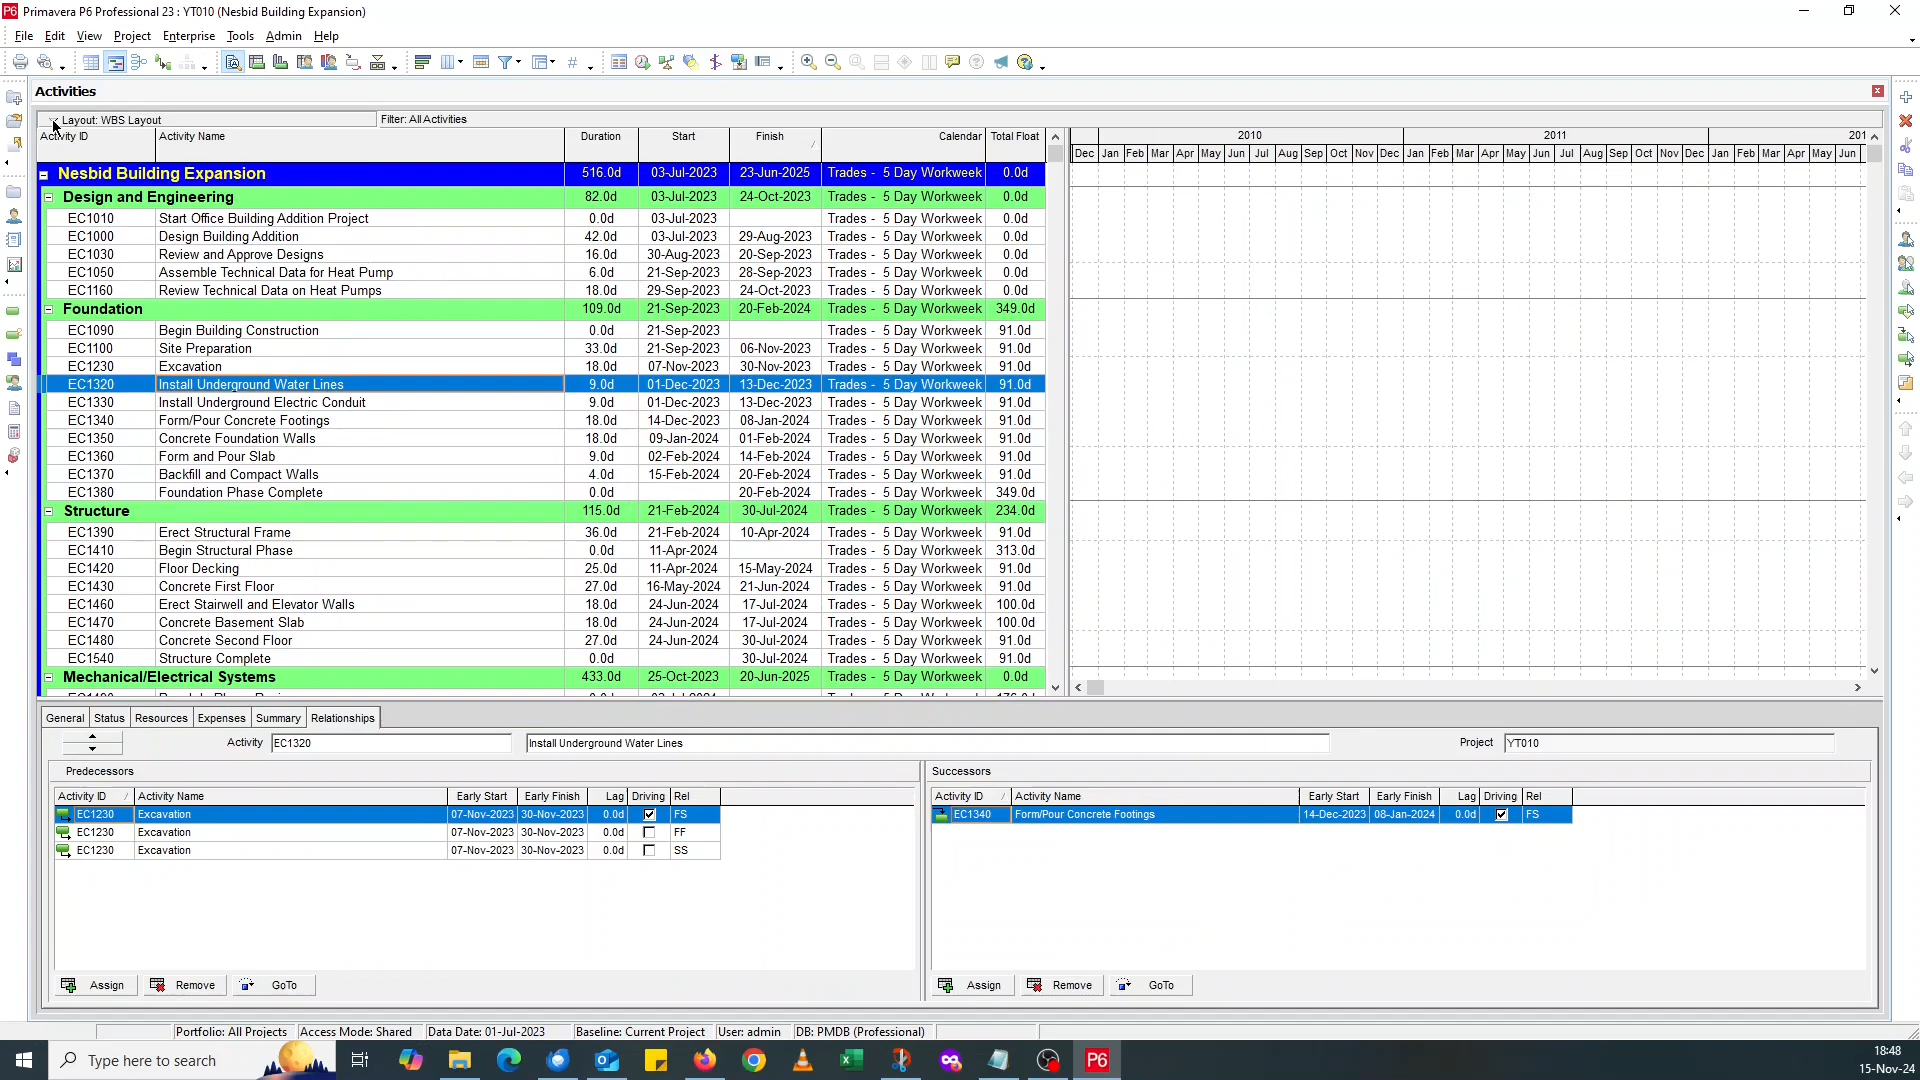 Primavera P6 Professional 23 : YT010 (Nesbid Building Expansion)
File Edit View Project Enterprise Tools Admin Help
Activities
Layout: WBS Layout Filter: All Activities
Activity ID Activity Name Duration Start Finish Calendar Total Float
2010 2011 201
Dec Jan Feb Mar Apr May Jun Jul Aug Sep Oct Nov Dec Jan Feb Mar Apr May Jun Jul Aug Sep Oct Nov Dec Jan Feb Mar Apr May Jun
Nesbid Building Expansion 516.0d 03-Jul-2023 23-Jun-2025 Trades - 5 Day Workweek 0.0d
Design and Engineering 82.0d 03-Jul-2023 24-Oct-2023 Trades - 5 Day Workweek 0.0d
EC1010 Start Office Building Addition Project 0.0d 03-Jul-2023 Trades - 5 Day Workweek 0.0d
EC1000 Design Building Addition 42.0d 03-Jul-2023 29-Aug-2023 Trades - 5 Day Workweek 0.0d
EC1030 Review and Approve Designs 16.0d 30-Aug-2023 20-Sep-2023 Trades - 5 Day Workweek 0.0d
EC1050 Assemble Technical Data for Heat Pump 6.0d 21-Sep-2023 28-Sep-2023 Trades - 5 Day Workweek 0.0d
EC1160 Review Technical Data on Heat Pumps 18.0d 29-Sep-2023 24-Oct-2023 Trades - 5 Day Workweek 0.0d
Foundation 109.0d 21-Sep-2023 20-Feb-2024 Trades - 5 Day Workweek 349.0d
EC1090 Begin Building Construction 0.0d 21-Sep-2023 Trades - 5 Day Workweek 91.0d
EC1100 Site Preparation 33.0d 21-Sep-2023 06-Nov-2023 Trades - 5 Day Workweek 91.0d
EC1230 Excavation 18.0d 07-Nov-2023 30-Nov-2023 Trades - 5 Day Workweek 91.0d
EC1320 Install Underground Water Lines 9.0d 01-Dec-2023 13-Dec-2023 Trades - 5 Day Workweek 91.0d
EC1330 Install Underground Electric Conduit 9.0d 01-Dec-2023 13-Dec-2023 Trades - 5 Day Workweek 91.0d
EC1340 Form/Pour Concrete Footings 18.0d 14-Dec-2023 08-Jan-2024 Trades - 5 Day Workweek 91.0d
EC1350 Concrete Foundation Walls 18.0d 09-Jan-2024 01-Feb-2024 Trades - 5 Day Workweek 91.0d
EC1360 Form and Pour Slab 9.0d 02-Feb-2024 14-Feb-2024 Trades - 5 Day Workweek 91.0d
EC1370 Backfill and Compact Walls 4.0d 15-Feb-2024 20-Feb-2024 Trades - 5 Day Workweek 91.0d
EC1380 Foundation Phase Complete 0.0d 20-Feb-2024 Trades - 5 Day Workweek 349.0d
Structure 115.0d 21-Feb-2024 30-Jul-2024 Trades - 5 Day Workweek 234.0d
EC1390 Erect Structural Frame 36.0d 21-Feb-2024 10-Apr-2024 Trades - 5 Day Workweek 91.0d
EC1410 Begin Structural Phase 0.0d 11-Apr-2024 Trades - 5 Day Workweek 313.0d
EC1420 Floor Decking 25.0d 11-Apr-2024 15-May-2024 Trades - 5 Day Workweek 91.0d
EC1430 Concrete First Floor 27.0d 16-May-2024 21-Jun-2024 Trades - 5 Day Workweek 91.0d
EC1460 Erect Stairwell and Elevator Walls 18.0d 24-Jun-2024 17-Jul-2024 Trades - 5 Day Workweek 100.0d
EC1470 Concrete Basement Slab 18.0d 24-Jun-2024 17-Jul-2024 Trades - 5 Day Workweek 100.0d
EC1480 Concrete Second Floor 27.0d 24-Jun-2024 30-Jul-2024 Trades - 5 Day Workweek 91.0d
EC1540 Structure Complete 0.0d 30-Jul-2024 Trades - 5 Day Workweek 91.0d
Mechanical/Electrical Systems 433.0d 25-Oct-2023 20-Jun-2025 Trades - 5 Day Workweek 0.0d
General Status Resources Expenses Summary Relationships
Activity EC1320 Install Underground Water Lines Project YT010
Predecessors Successors
Activity ID Activity Name Early Start Early Finish Lag Driving Rel Activity ID Activity Name Early Start Early Finish Lag Driving Rel
EC1230 Excavation 07-Nov-2023 30-Nov-2023 0.0d FS EC1340 Form/Pour Concrete Footings 14-Dec-2023 08-Jan-2024 0.0d FS
EC1230 Excavation 07-Nov-2023 30-Nov-2023 0.0d FF
EC1230 Excavation 07-Nov-2023 30-Nov-2023 0.0d SS
Assign Remove GoTo Assign Remove GoTo
Portfolio: All Projects Access Mode: Shared Data Date: 01-Jul-2023 Baseline: Current Project User: admin DB: PMDB (Professional)
Type here to search P6 18:48
15-Nov-24